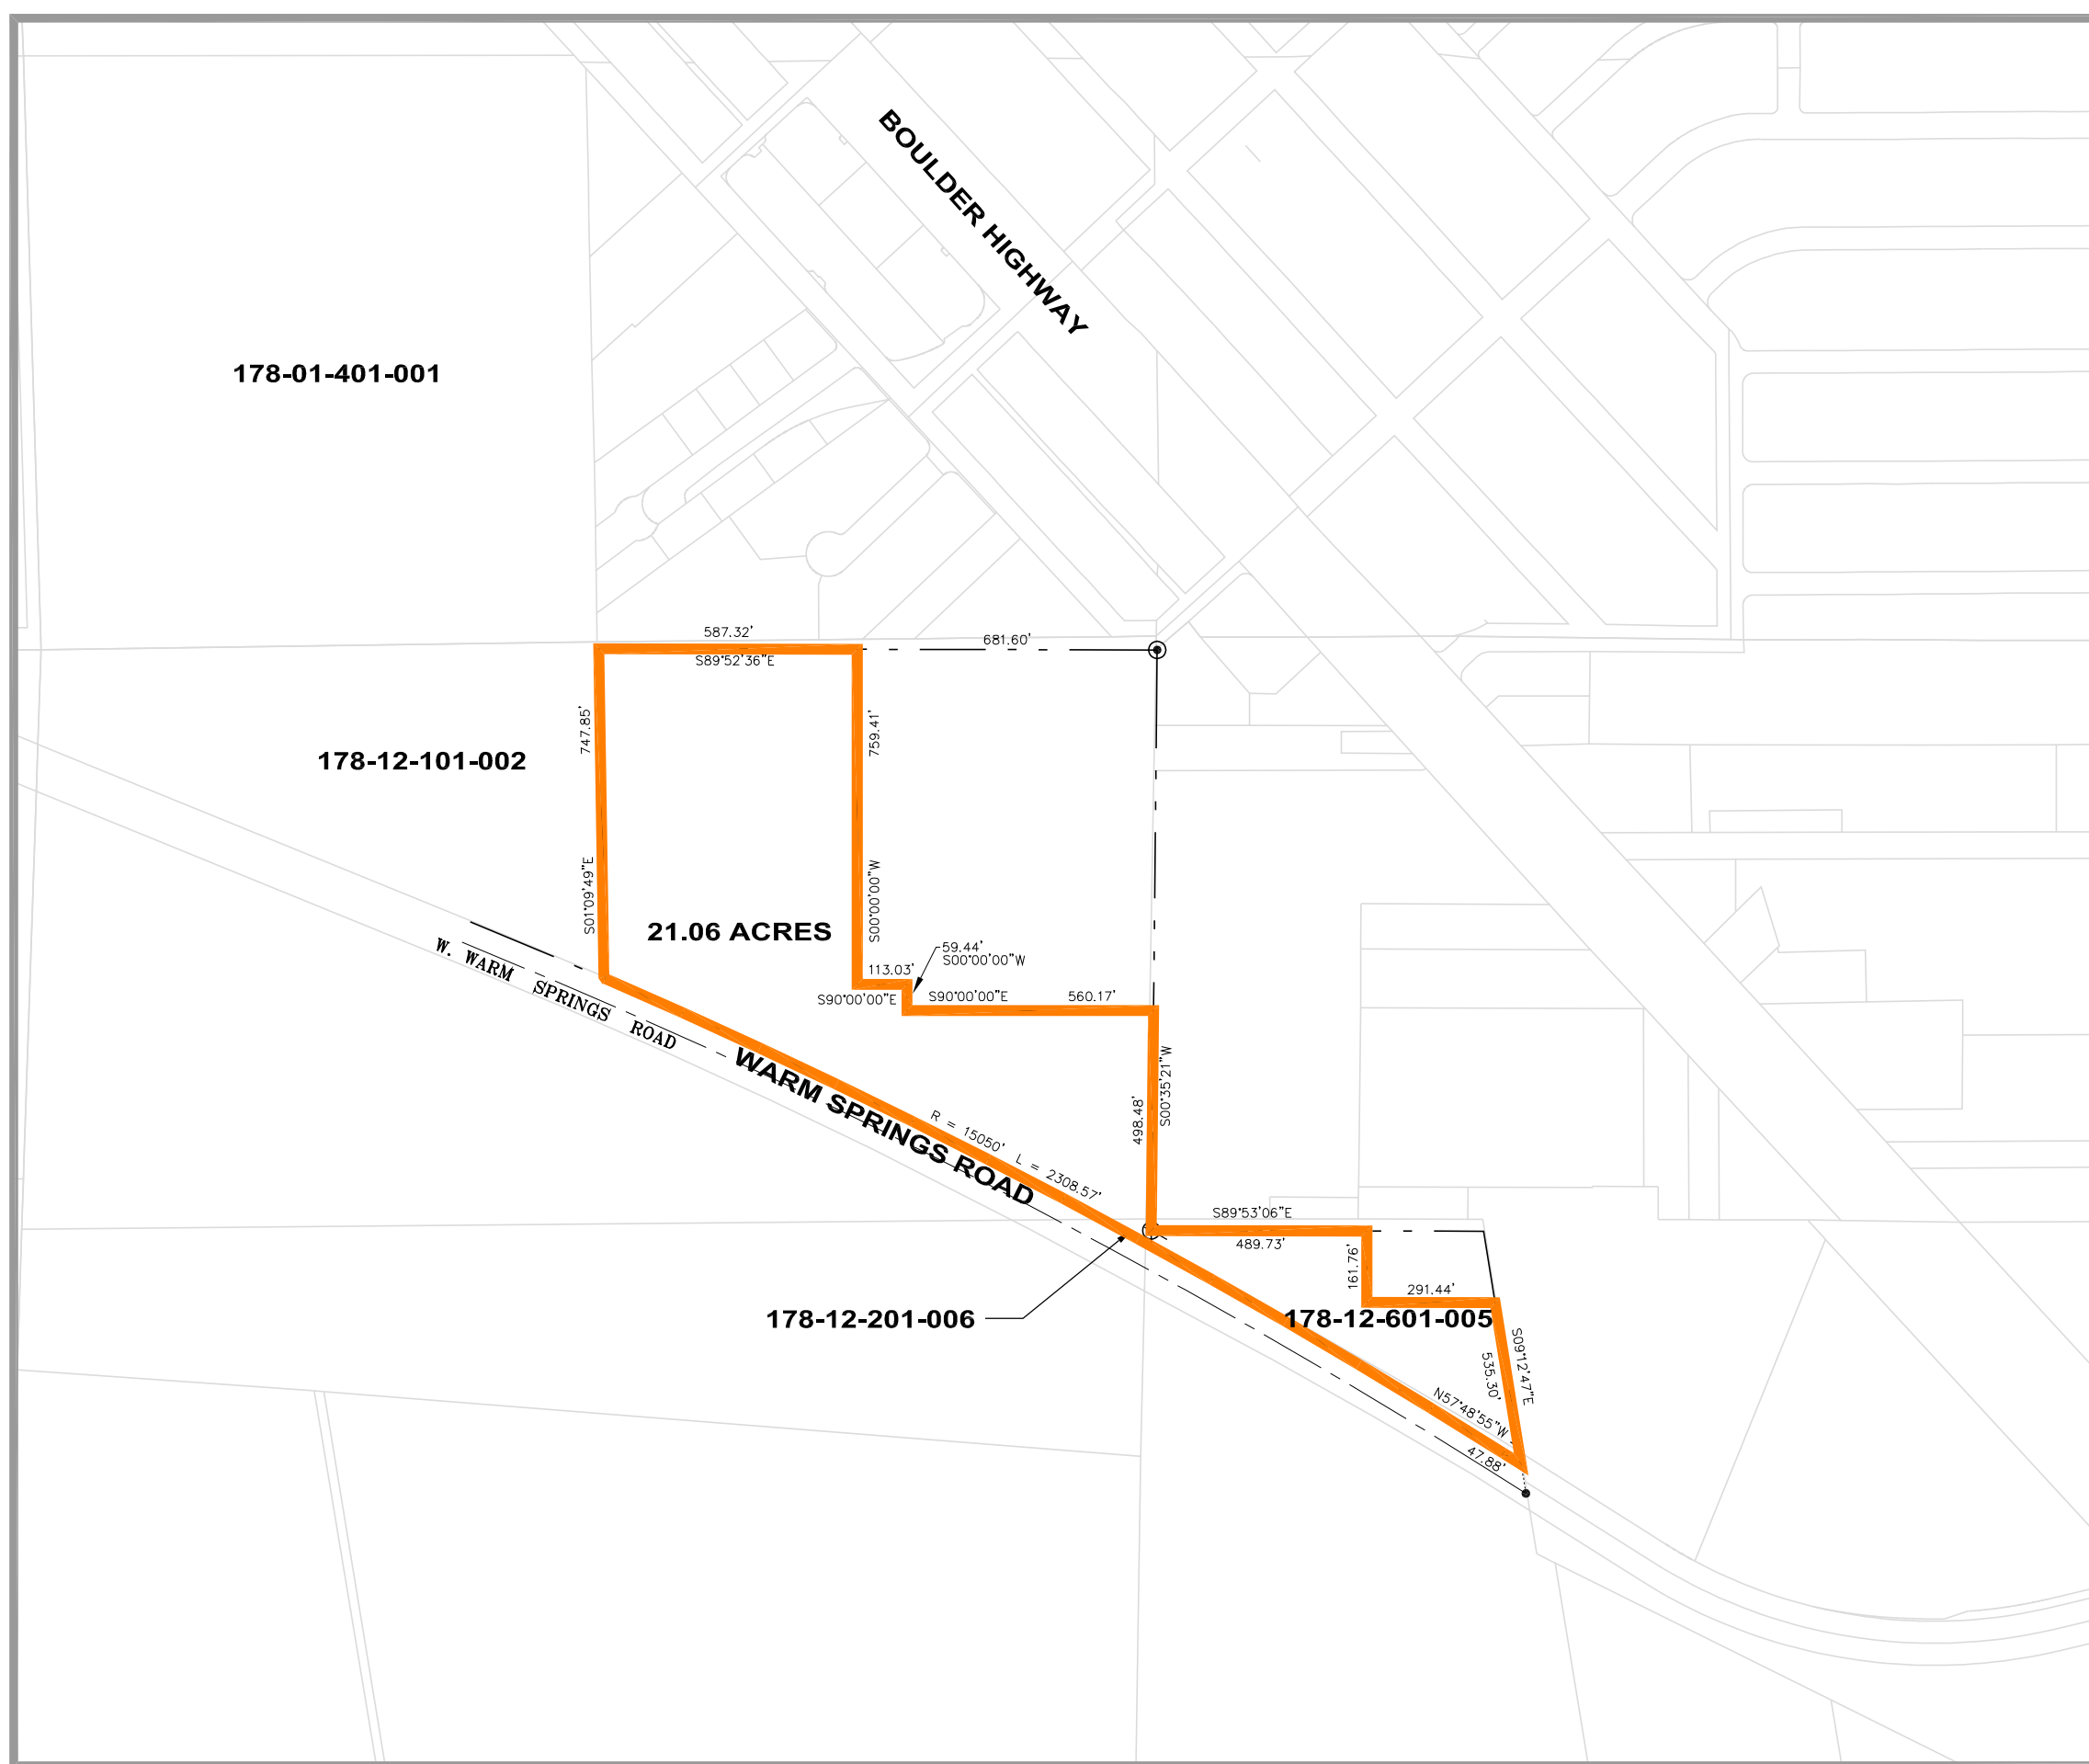 BOULDER HIGHWAY
178-01-401-001
587.32'
681.60'
S89°52'36"E
747.85'
759.41'
178-12-101-002
S01°09'49"E
S00°00'00"W
21.06 ACRES
59.44'
S00°00'00"W
113.03'
S90°00'00"E
S90°00'00"E
560.17'
W. WARM SPRINGS ROAD
WARM SPRINGS ROAD
R = 15050' L = 2308.57'
498.48'
S00°35'21"W
S89°53'06"E
489.73'
161.76'
291.44'
178-12-201-006
178-12-601-005
S09°12'47"E
535.30'
N57°48'55"W
47.88'